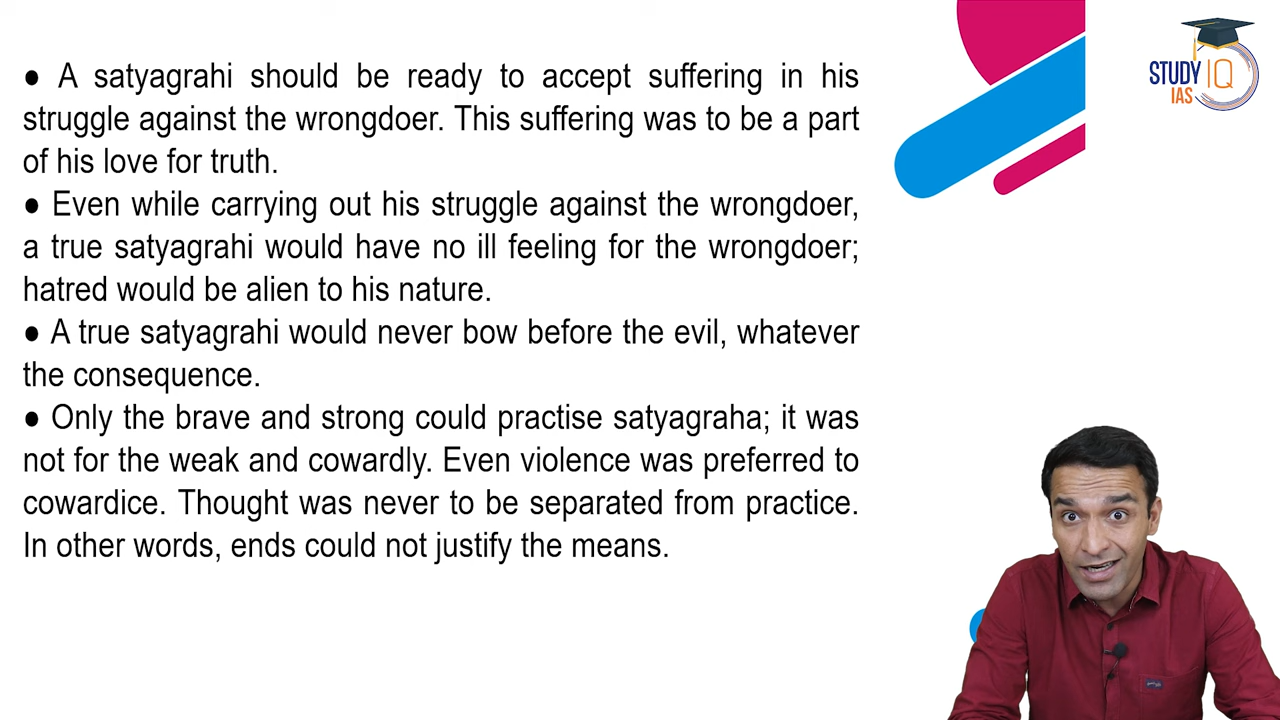 ● A satyagrahi should be ready to accept suffering in his
struggle against the wrongdoer. This suffering was to be a part
of his love for truth.
● Even while carrying out his struggle against the wrongdoer,
a true satyagrahi would have no ill feeling for the wrongdoer;
hatred would be alien to his nature.
● A true satyagrahi would never bow before the evil, whatever
the consequence.
● Only the brave and strong could practise satyagraha; it was
not for the weak and cowardly. Even violence was preferred to
cowardice. Thought was never to be separated from practice.
In other words, ends could not justify the means.
STUDY IQ
IAS